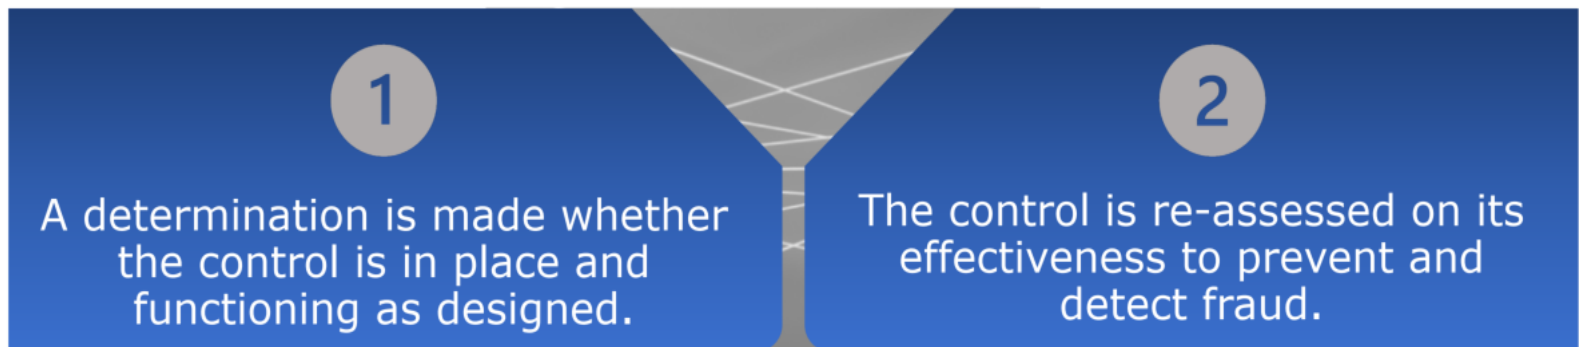 1
A determination is made whether
the control is in place and
functioning as designed.
2
The control is re-assessed on its
effectiveness to prevent and
detect fraud.